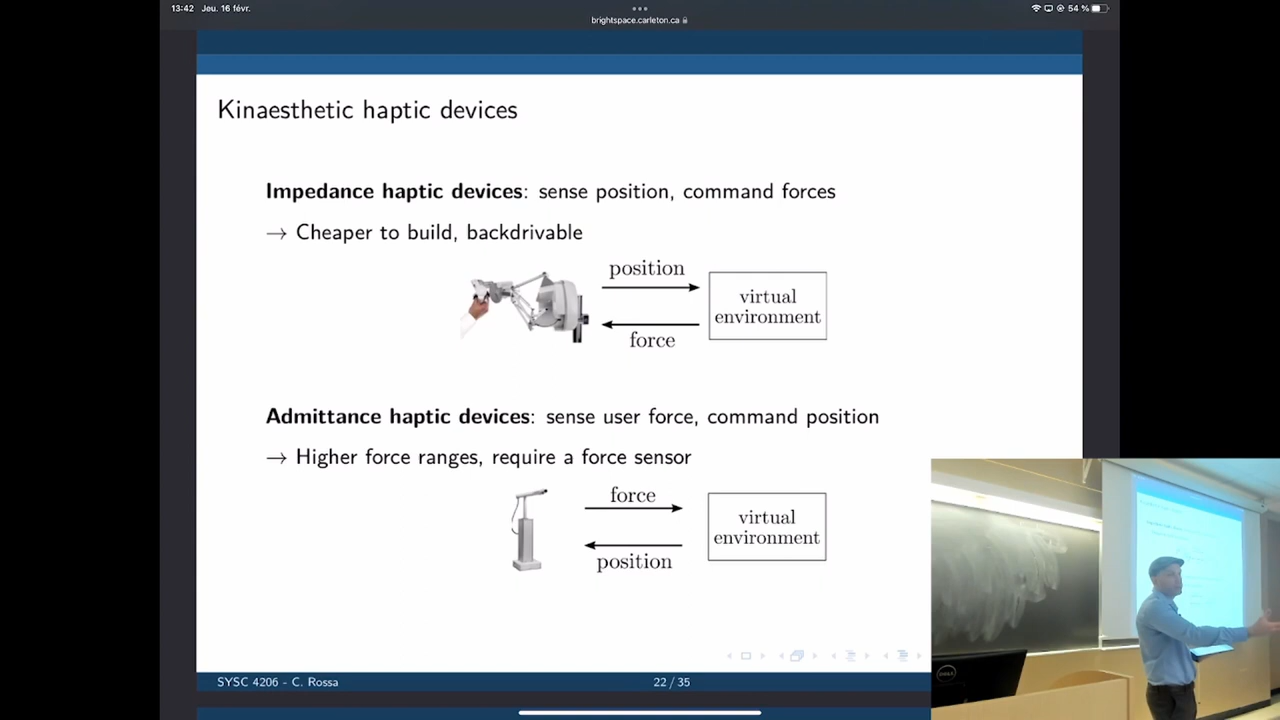 13:42 Jeu. 16 févr.
brightspace.carleton.ca
54 %
Kinaesthetic haptic devices
Impedance haptic devices: sense position, command forces
→ Cheaper to build, backdrivable
position
virtual
environment
force
Admittance haptic devices: sense user force, command position
→ Higher force ranges, require a force sensor
force
virtual
environment
position
SYSC 4206 - C. Rossa
22 / 35
DELL